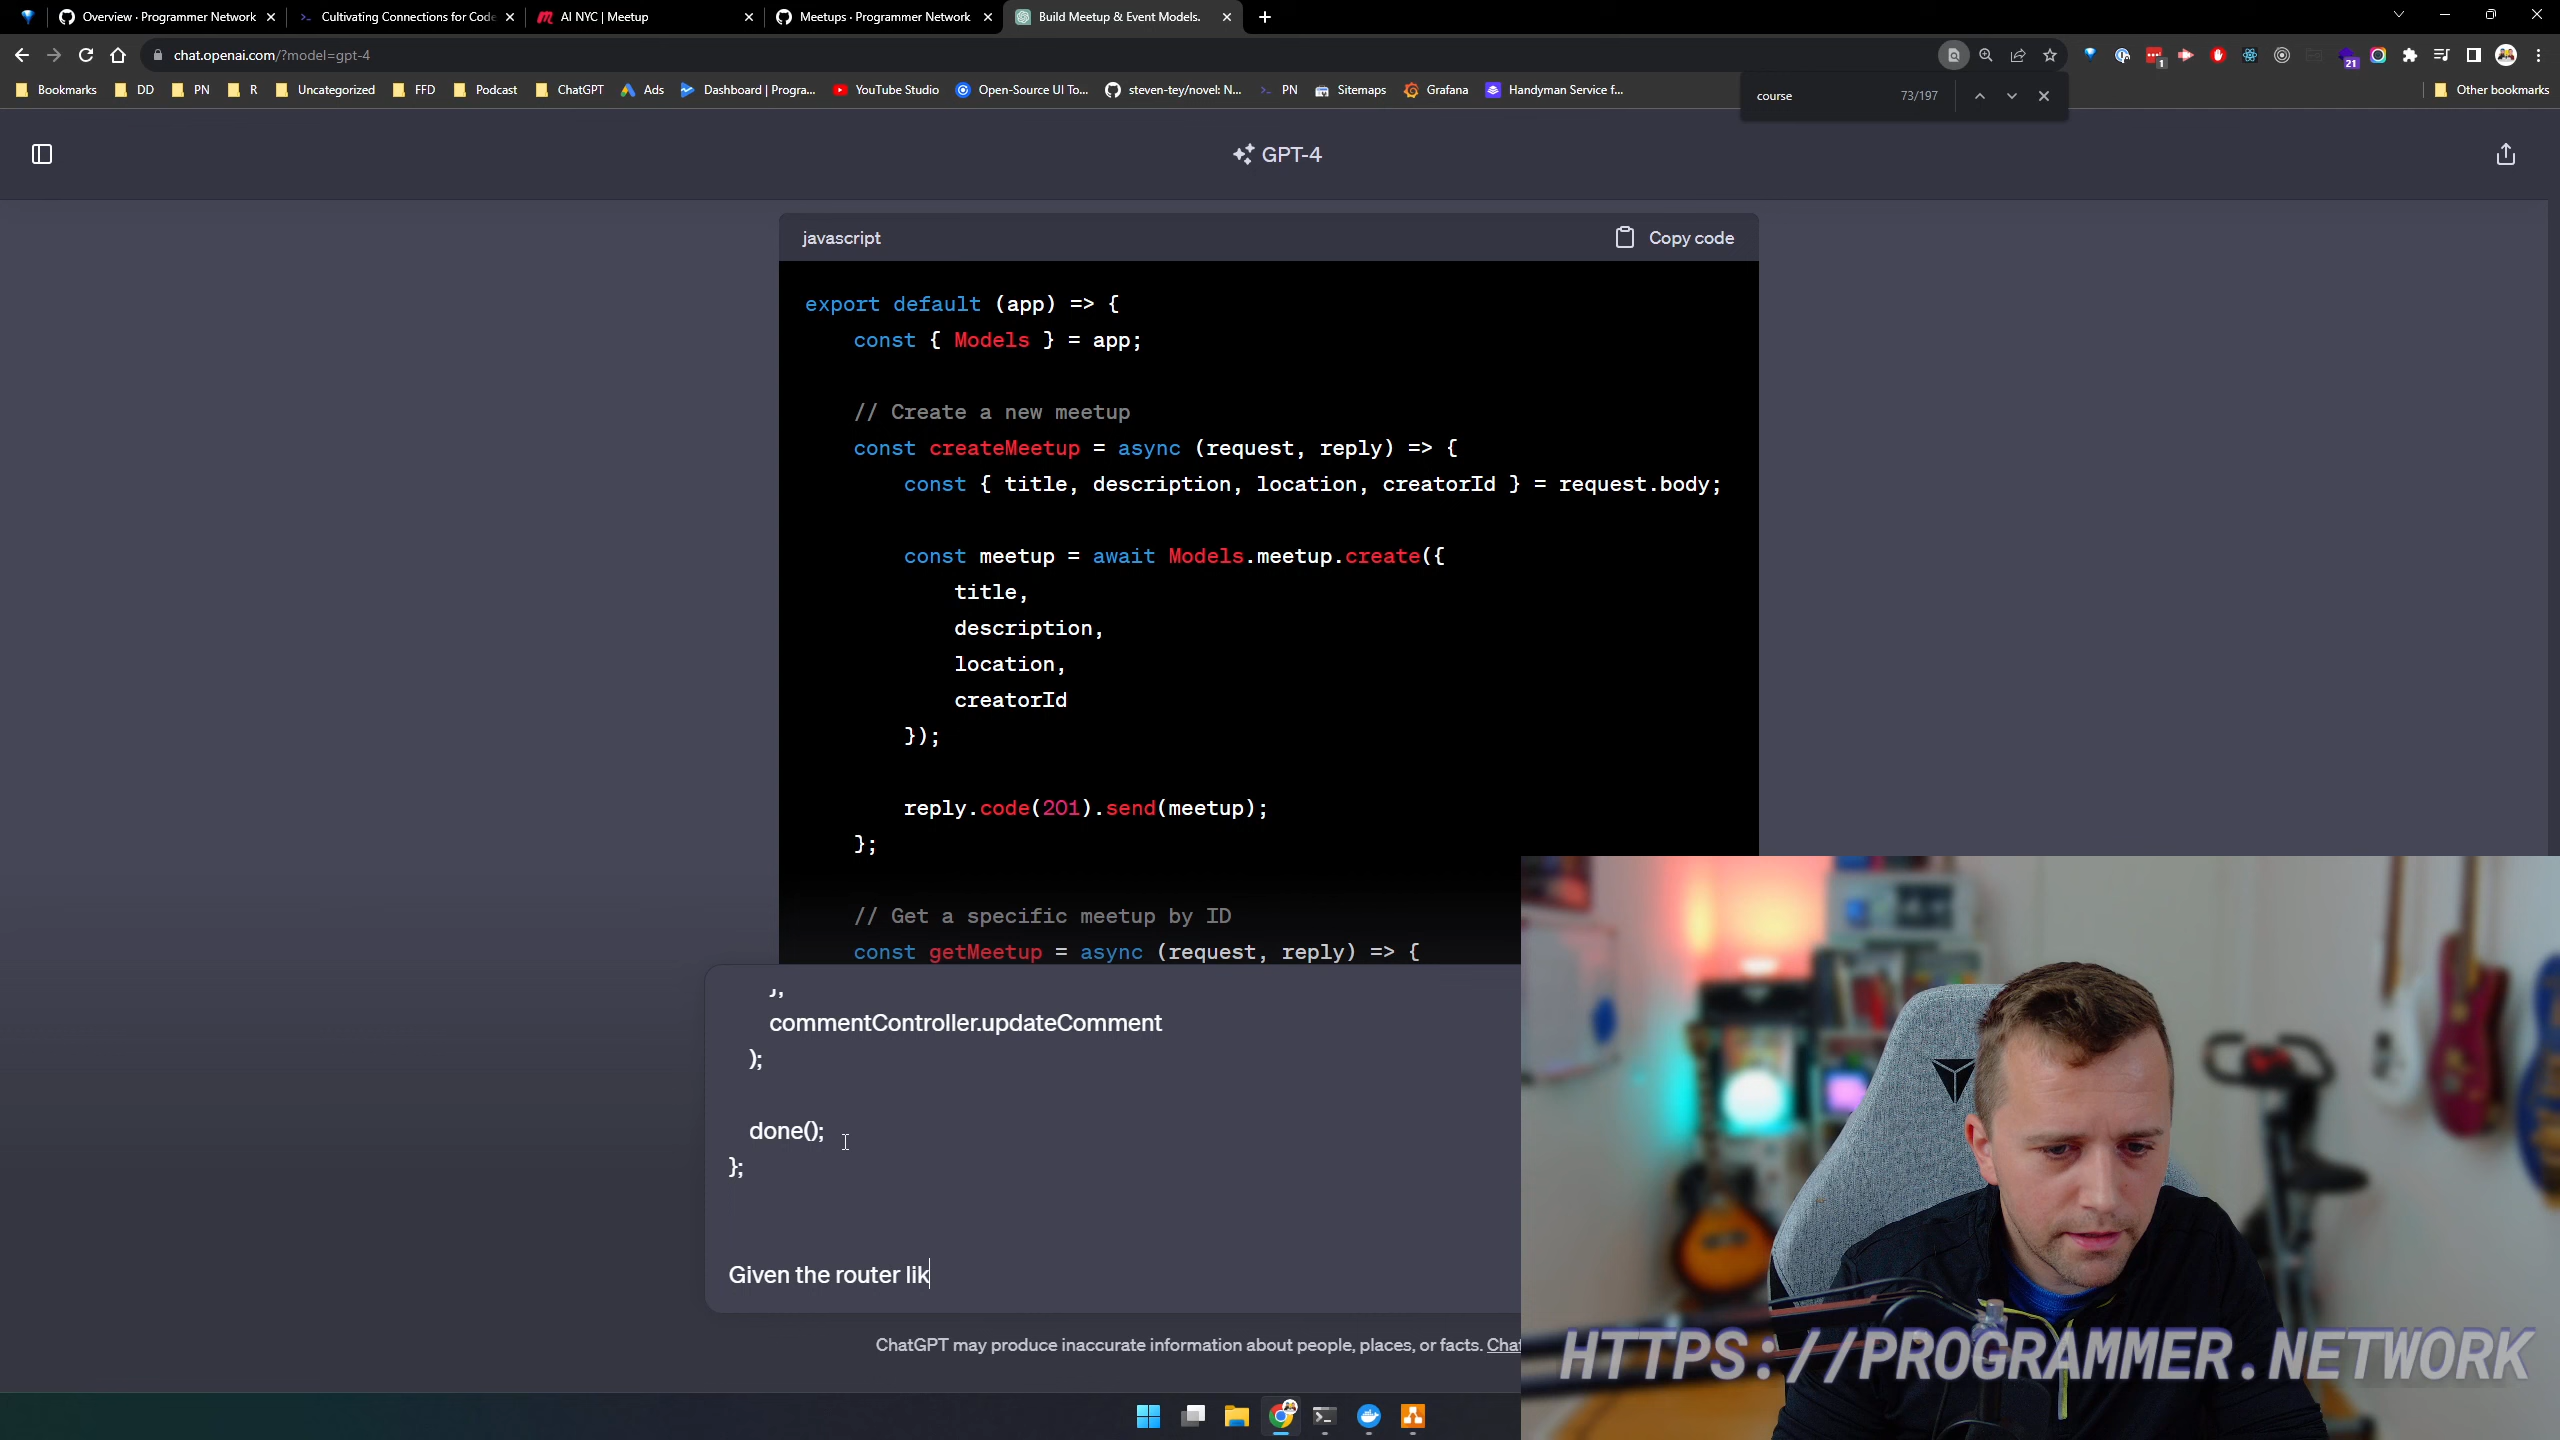 Overview · Programmer Network
Cultivating Connections for Code
AI NYC | Meetup
Meetups · Programmer Network
Build Meetup & Event Models.
chat.openai.com/?model=gpt-4
1
21
Bookmarks
DD
PN
R
Uncategorized
FFD
Podcast
ChatGPT
Ads
Dashboard | Progra...
YouTube Studio
Open-Source UI To...
steven-tey/novel: N...
PN
Sitemaps
Grafana
Handyman Service f...
Other bookmarks
course 73/197
GPT-4
javascript
Copy code
export default (app) => {
const { Models } = app;
// Create a new meetup
const createMeetup = async (request, reply) => {
const { title, description, location, creatorId } = request.body;
const meetup = await Models.meetup.create({
title,
description,
location,
creatorId
});
reply.code(201).send(meetup);
};
// Get a specific meetup by ID
const getMeetup = async (request, reply) => {
},
commentController.updateComment
);
done();
};
Given the router lik
ChatGPT may produce inaccurate information about people, places, or facts.
HTTPS://PROGRAMMER.NETWORK